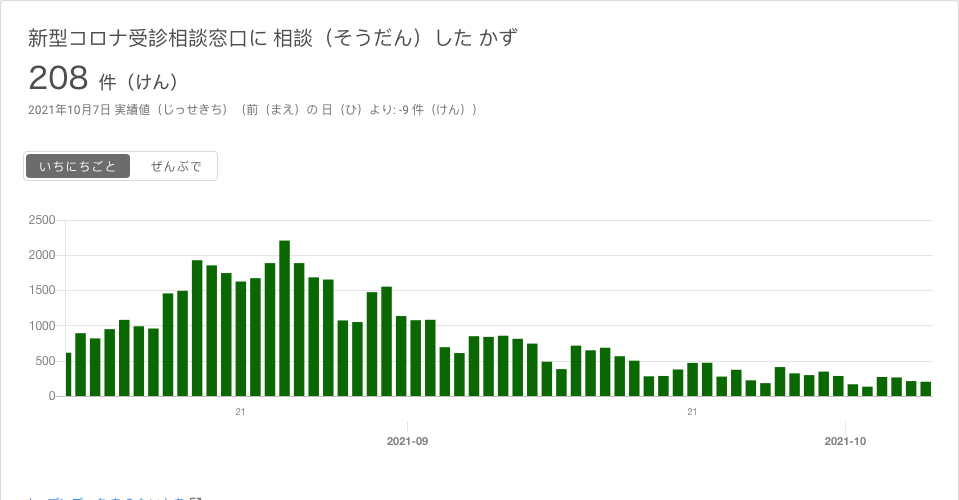 新型コロナ受診相談窓口に 相談（そうだん）した かず
208 件（けん）
2021年10月7日 実績値（じっせきち）（前（まえ）の 日（ひ）より: -9 件（けん））
いちにちごと ぜんぶで
2500
2000
1500
1000
500
0
21 21
2021-09 2021-10